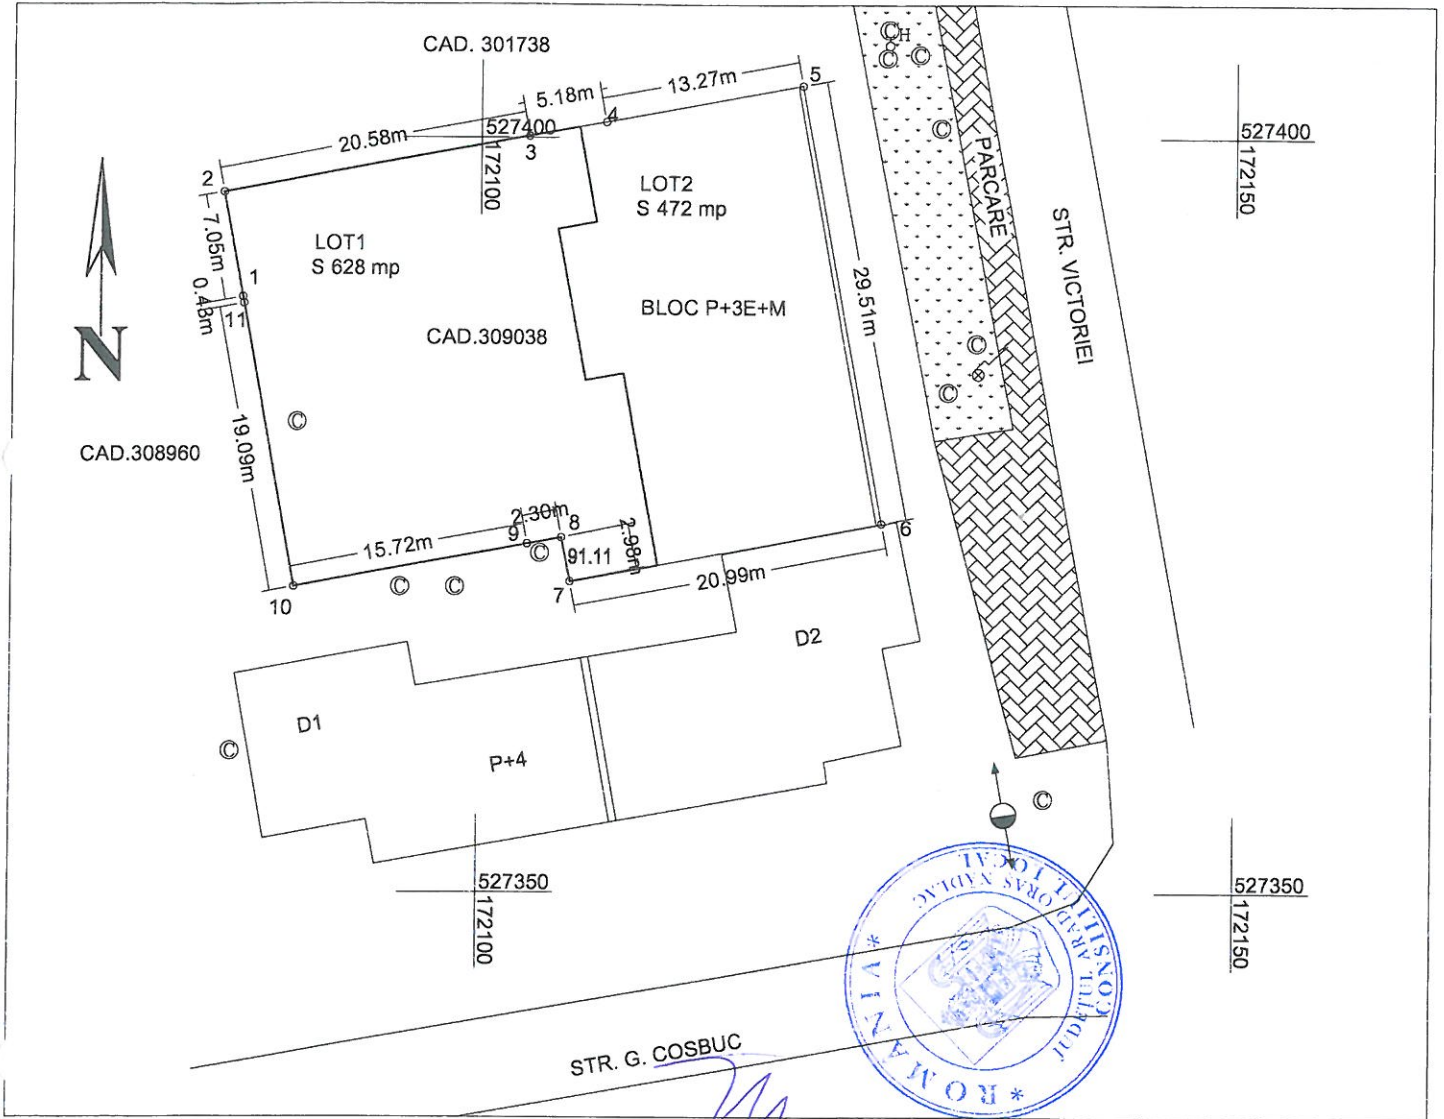 CAD. 301738
5.18m
13.27m
5
20.58m
527400
172100
3
4
527400
172150
H
PARCARE
STR. VICTORIEI
2
7.05m
LOT1
S 628 mp
LOT2
S 472 mp
1
0.43m
11
BLOC P+3E+M
29.51m
CAD.309038
N
19.09m
CAD.308960
2.30m
15.72m
9
8
91.11
2.98m
6
10
7
20.99m
D1
D2
P+4
527350
172100
527350
172150
STR. G. COSBUC
* ROMÂNIA *
JUDEŢUL ARAD ORAS NADLAC
CONSILIUL LOCAL
C
C
C
C
C
C
C
C
C
C
C
C